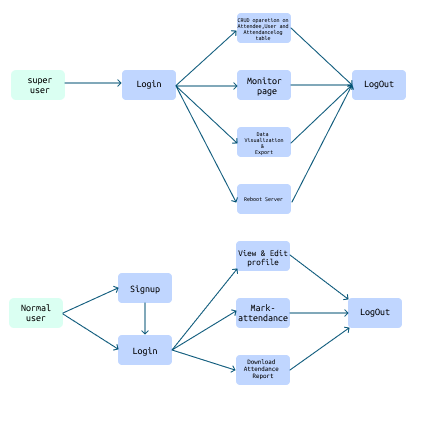 CRUD oparetion on
Attendee,User and
Attendancelog
table
super
user
Login
Monitor
page
LogOut
Data
Visualization
&
Export
Reboot Server
View & Edit
profile
Signup
Normal
user
Mark-
attendance
LogOut
Login
Download
Attendance
Report